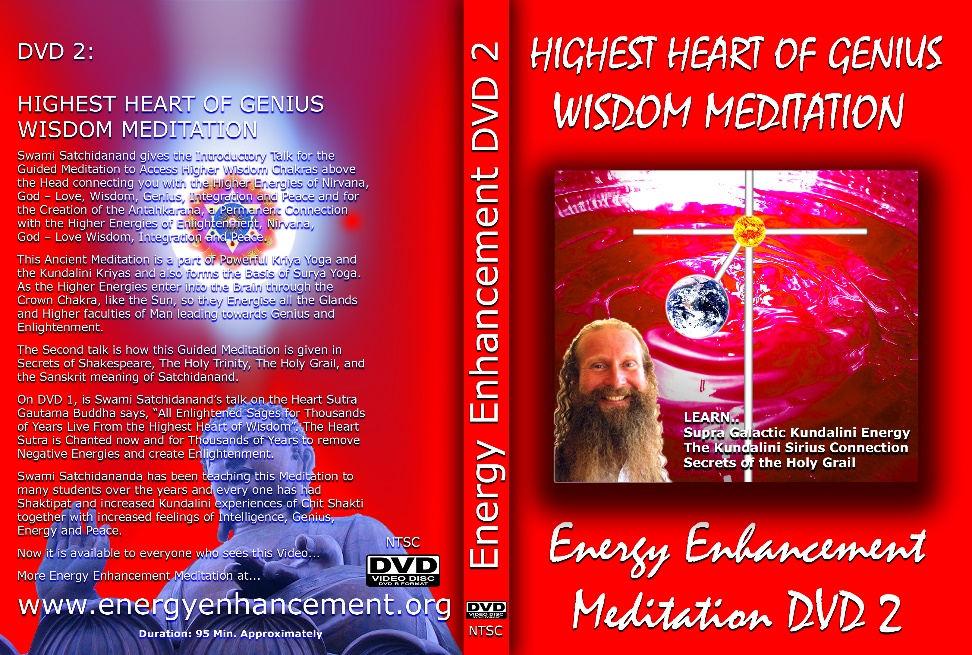 DVD 2:
HIGHEST HEART OF GENIUS
WISDOM MEDITATION
Swami Satchidanand gives the Introductory Talk for the
Guided Meditation to Access Higher Wisdom Chakras above
the Head connecting you with the Higher Energies of Nirvana,
God – Love, Wisdom, Genius, Integration and Peace and for
the Creation of the Antahkarana, a Permanent Connection
with the Higher Energies of Enlightenment, Nirvana,
God – Love Wisdom, Integration and Peace.
This Ancient Meditation is a part of Powerful Kriya Yoga and
the Kundalini Kriyas and also forms the Basis of Surya Yoga.
As the Higher Energies enter into the Brain through the
Crown Chakra, like the Sun, so they Energise all the Glands
and Higher faculties of Man leading towards Genius and
Enlightenment.
The Second talk is how this Guided Meditation is given in
Secrets of Shakespeare, The Holy Trinity, The Holy Grail, and
the Sanskrit meaning of Satchidanand.
On DVD 1, is Swami Satchidanand's talk on the Heart Sutra
Gautama Buddha says, "All Enlightened Sages for Thousands
of Years Live From the Highest Heart of Wisdom". The Heart
Sutra is Chanted now and for Thousands of Years to remove
Negative Energies and create Enlightenment.
Swami Satchidananda has been teaching this Meditation to
many students over the years and every one has had
Shaktipat and increased Kundalini experiences of Chit Shakti
together with increased feelings of Intelligence, Genius,
Energy and Peace.
Now it is available to everyone who sees this Video...
More Energy Enhancement Meditation at...
www.energyenhancement.org
Duration: 95 Min. Approximately
NTSC
DVD
VIDEO DISC
DVD R FORMAT
Energy Enhancement DVD 2
DVD
NTSC
HIGHEST HEART OF GENIUS
WISDOM MEDITATION
LEARN..
Supra Galactic Kundalini Energy
The Kundalini Sirius Connection
Secrets of the Holy Grail
Energy Enhancement
Meditation DVD 2